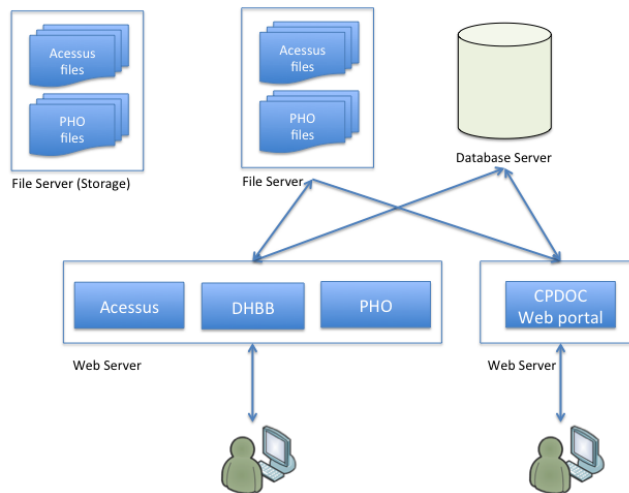 Acessus
files
PHO
files
File Server (Storage)
Acessus
files
PHO
files
File Server
Database Server
Acessus
DHBB
PHO
Web Server
CPDOC
Web portal
Web Server